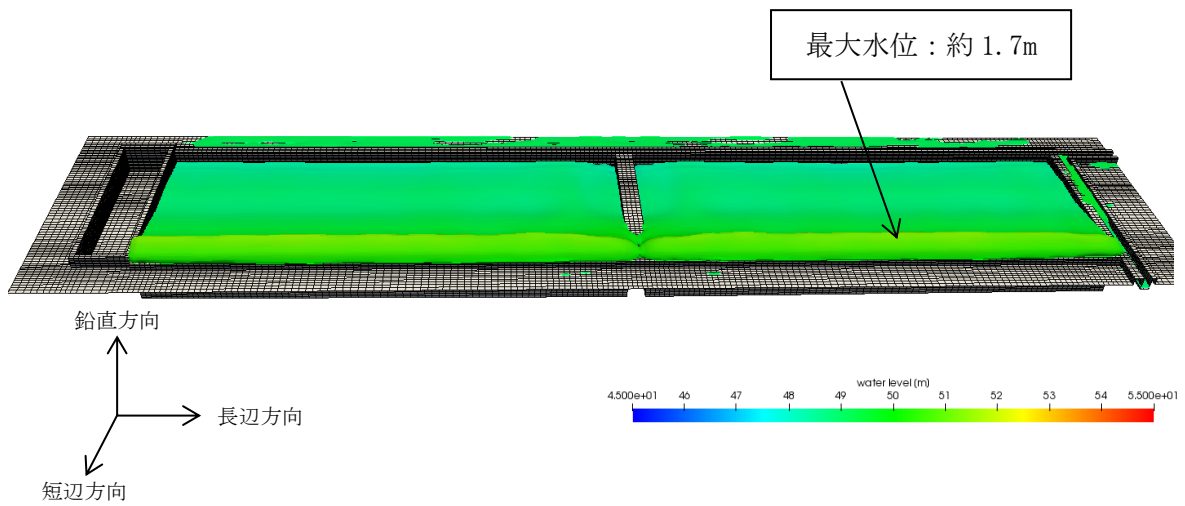 最大水位：約 1.7m
鉛直方向
長辺方向
短辺方向
water level (m)
4.500e+01 46 47 48 49 50 51 52 53 54 5.500e+01